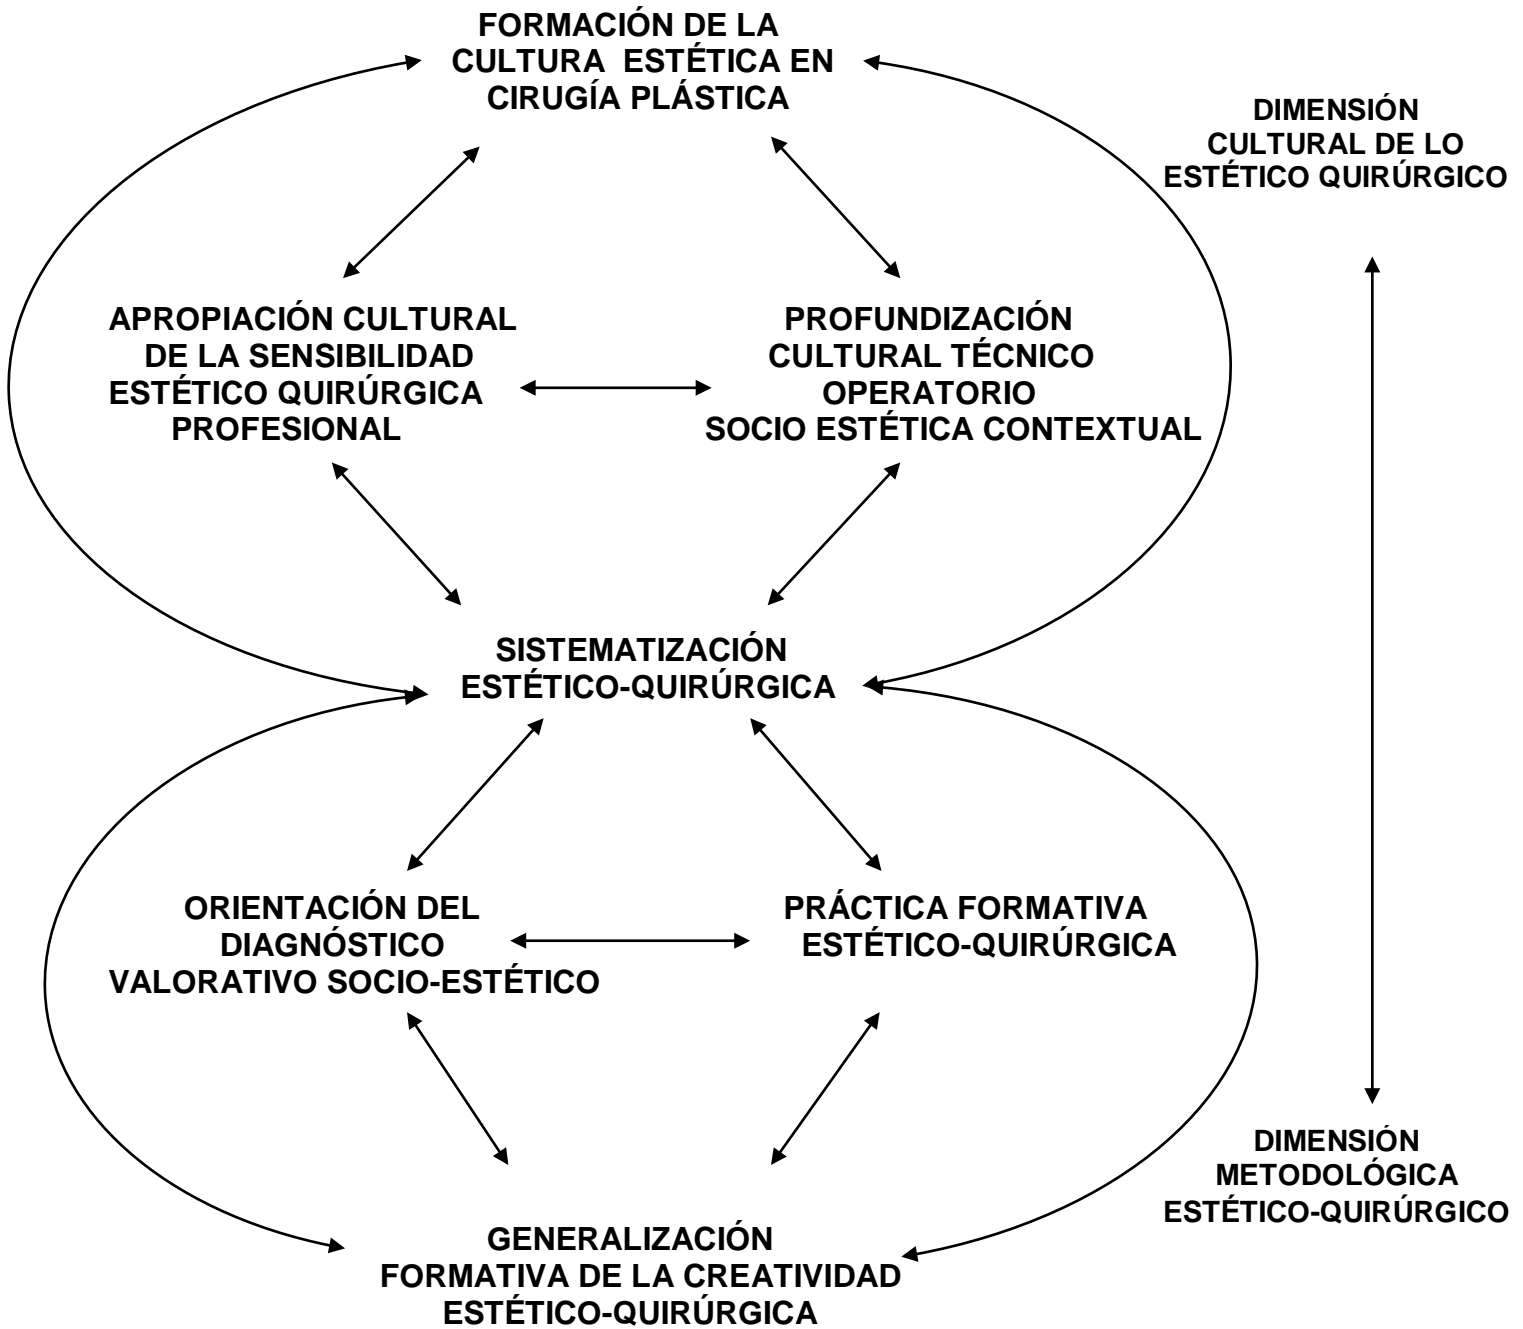 FORMACIÓN DE LA
CULTURA ESTÉTICA EN
CIRUGÍA PLÁSTICA
DIMENSIÓN
CULTURAL DE LO
ESTÉTICO QUIRÚRGICO
APROPIACIÓN CULTURAL
DE LA SENSIBILIDAD
ESTÉTICO QUIRÚRGICA
PROFESIONAL
PROFUNDIZACIÓN
CULTURAL TÉCNICO
OPERATORIO
SOCIO ESTÉTICA CONTEXTUAL
SISTEMATIZACIÓN
ESTÉTICO-QUIRÚRGICA
ORIENTACIÓN DEL
DIAGNÓSTICO
VALORATIVO SOCIO-ESTÉTICO
PRÁCTICA FORMATIVA
ESTÉTICO-QUIRÚRGICA
DIMENSIÓN
METODOLÓGICA
ESTÉTICO-QUIRÚRGICO
GENERALIZACIÓN
FORMATIVA DE LA CREATIVIDAD
ESTÉTICO-QUIRÚRGICA